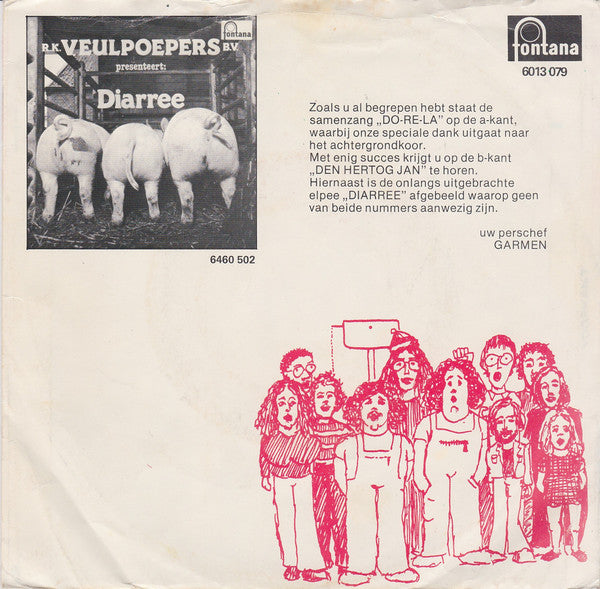 R.K. VEULPOEPERS B.V.
presenteert:
Diarree
fontana
6460 502
fontana
6013 079
Zoals u al begrepen hebt staat de
samenzang „DO-RE-LA” op de a-kant,
waarbij onze speciale dank uitgaat naar
het achtergrondkoor.
Met enig succes krijgt u op de b-kant
„DEN HERTOG JAN” te horen.
Hiernaast is de onlangs uitgebrachte
elpee „DIARREE” afgebeeld waarop geen
van beide nummers aanwezig zijn.
uw perschef
GARMEN